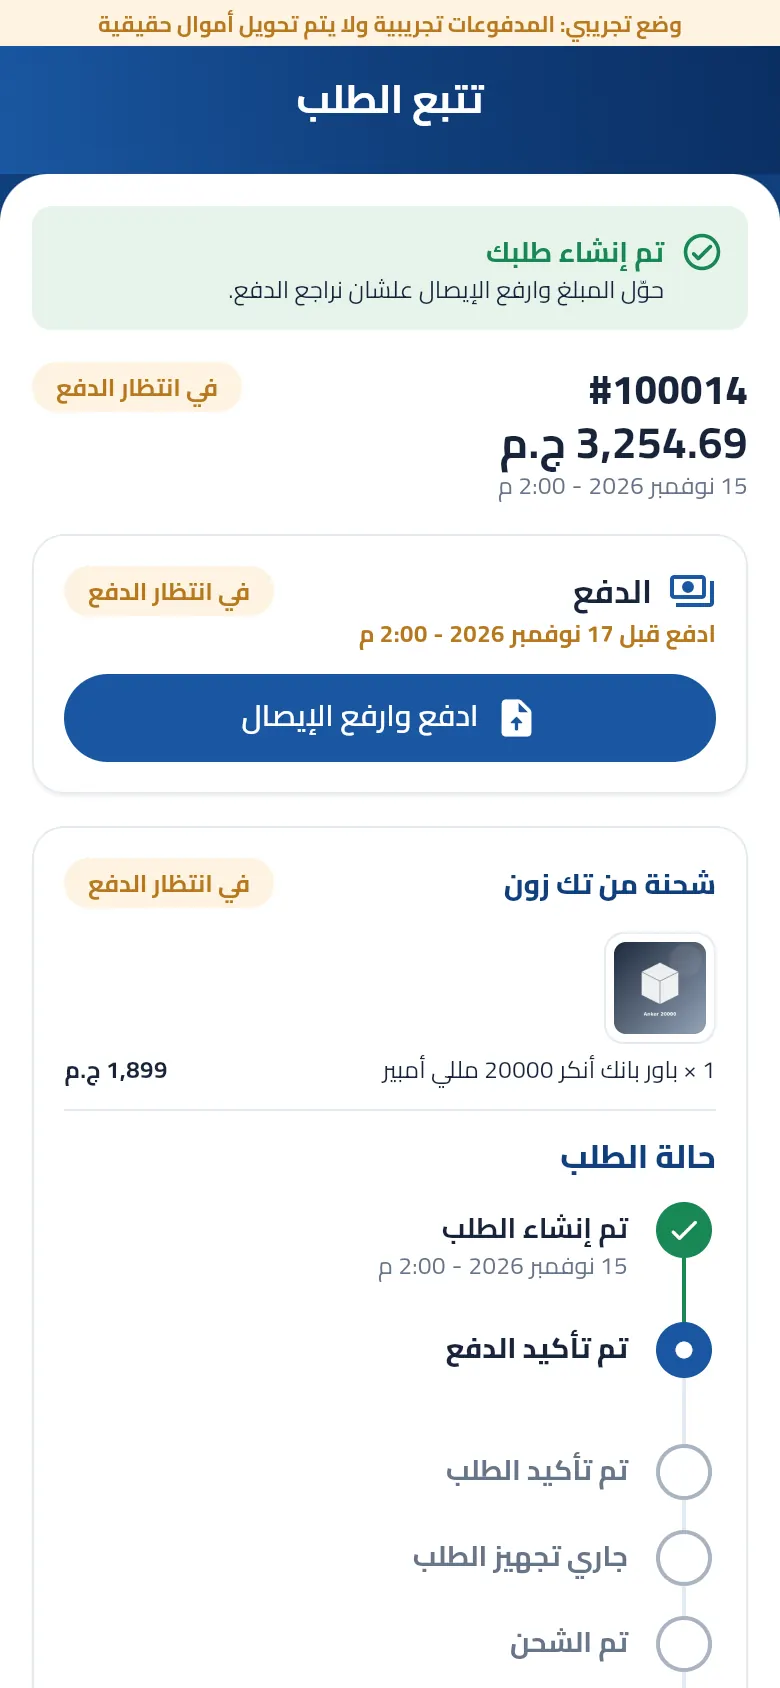 وضع تجريبي: المدفوعات تجريبية ولا يتم تحويل أموال حقيقية
تتبع الطلب
تم إنشاء طلبك
حوّل المبلغ وارفع الإيصال علشان نراجع الدفع.
#100014
في انتظار الدفع
3,254.69 ج.م
15 نوفمبر 2026 - 2:00 م
الدفع
في انتظار الدفع
ادفع قبل 17 نوفمبر 2026 - 2:00 م
ادفع وارفع الإيصال
شحنة من تك زون
في انتظار الدفع
Anker 20000
1 × باور بانك أنكر 20000 مللي أمبير
1,899 ج.م
حالة الطلب
تم إنشاء الطلب
15 نوفمبر 2026 - 2:00 م
تم تأكيد الدفع
تم تأكيد الطلب
جاري تجهيز الطلب
تم الشحن